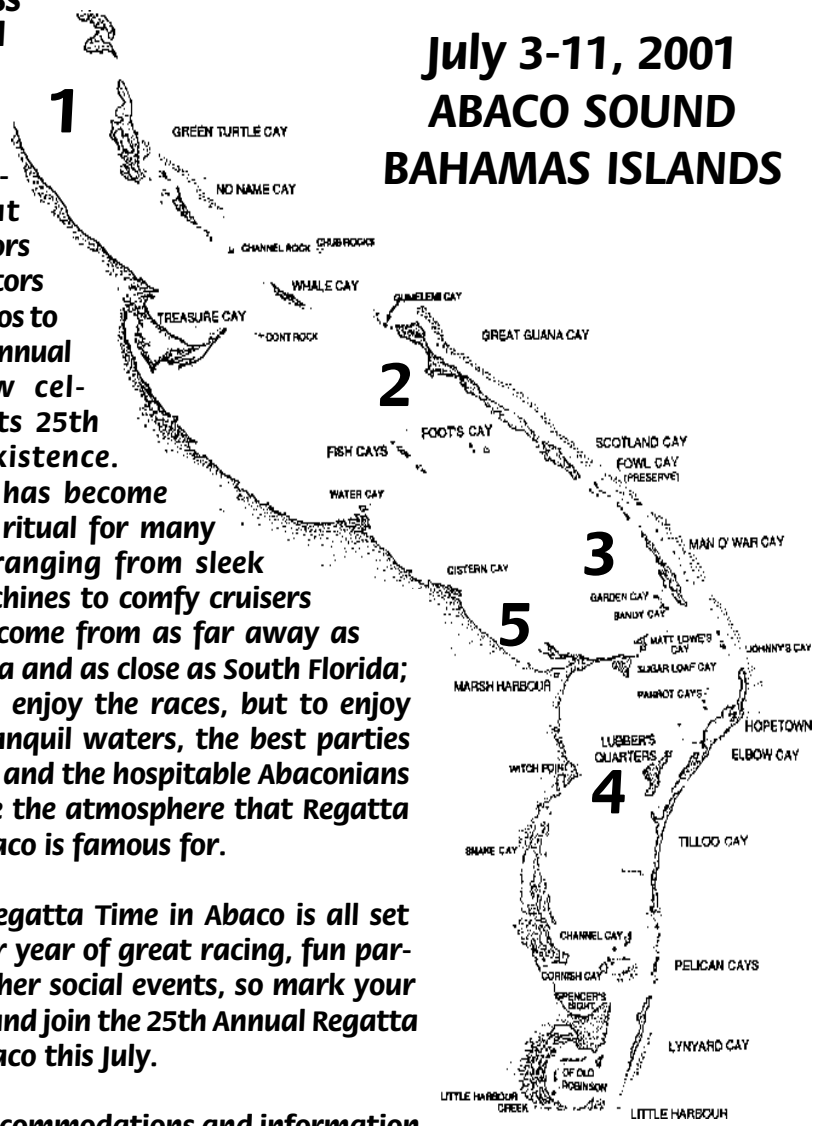 July 3-11, 2001
ABACO SOUND
BAHAMAS ISLANDS
1
GREEN TURTLE CAY
NO NAME CAY
CHANNEL ROCK
CHUB ROCKS
WHALE CAY
GUMELEMI CAY
TREASURE CAY
DONT ROCK
GREAT GUANA CAY
2
FOOT'S CAY
FISH CAYS
SCOTLAND CAY
FOWL CAY
(PRESERVE)
WATER CAY
3
MAN O' WAR CAY
CISTERN CAY
GARDEN CAY
SANDY CAY
5
MATT LOWE'S
CAY
JOHNNY'S CAY
SUGAR LOAF CAY
MARSH HARBOUR
PARROT CAYS
HOPETOWN
LUBBER'S
QUARTERS
ELBOW CAY
WITCH POINT
4
TILLOO CAY
SNAKE CAY
CHANNEL CAY
PELICAN CAYS
CORNISH CAY
SPENCER'S
BIGHT
LYNYARD CAY
OF OLD
ROBINSON
LITTLE HARBOUR
CREEK
LITTLE HARBOUR
ors
tors
os to
nnual
w cel-
ts 25th
xistence.
has become
ritual for many
ranging from sleek
chines to comfy cruisers
come from as far away as
a and as close as South Florida;
enjoy the races, but to enjoy
nquil waters, the best parties
and the hospitable Abaconians
e the atmosphere that Regatta
aco is famous for.
egatta Time in Abaco is all set
r year of great racing, fun par-
her social events, so mark your
and join the 25th Annual Regatta
aco this July.
commodations and information